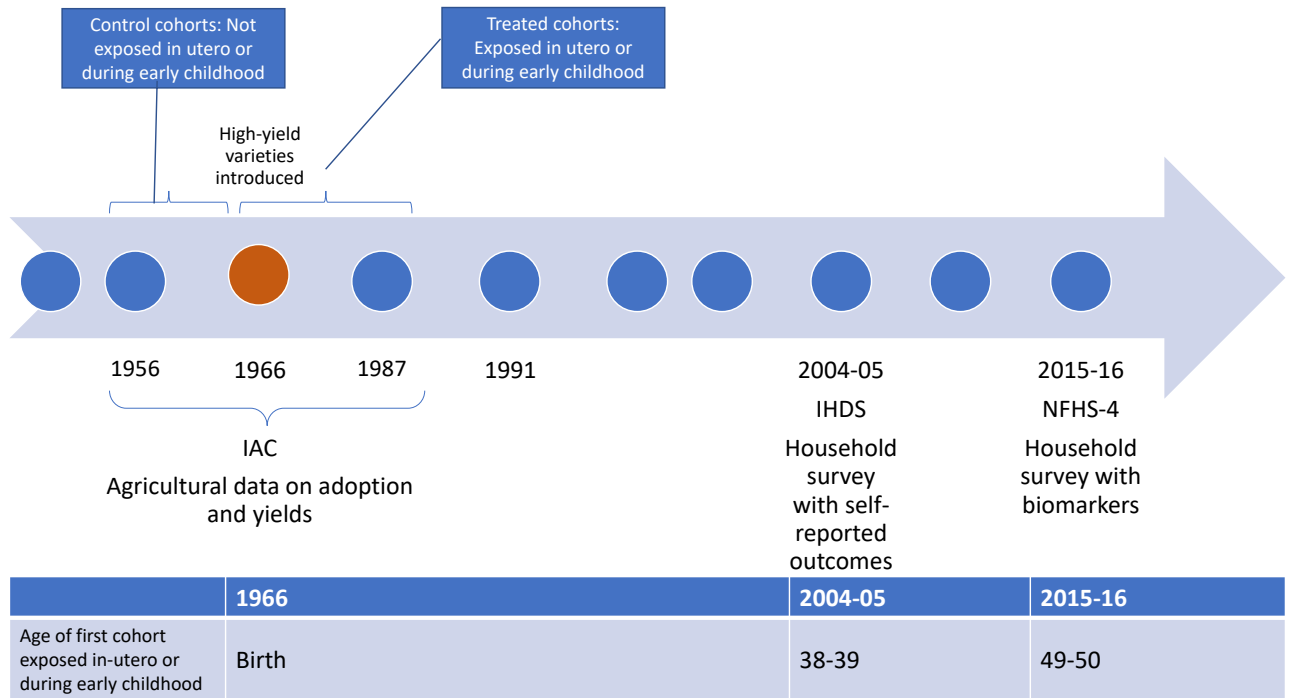 Control cohorts: Not
exposed in utero or
during early childhood
Treated cohorts:
Exposed in utero or
during early childhood
High-yield
varieties
introduced
1956
1966
1987
1991
2004-05
2015-16
IAC
Agricultural data on adoption
and yields
IHDS
Household
survey
with self-
reported
outcomes
NFHS-4
Household
survey with
biomarkers
1966
2004-05
2015-16
Age of first cohort
exposed in-utero or
during early childhood
Birth
38-39
49-50